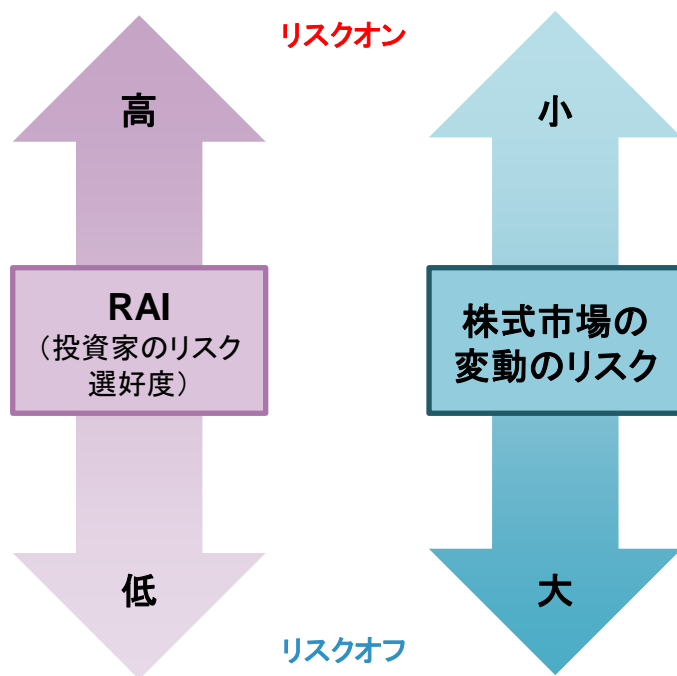 リスクオン
高
小
RAI
（投資家のリスク
選好度）
株式市場の
変動のリスク
低
大
リスクオフ